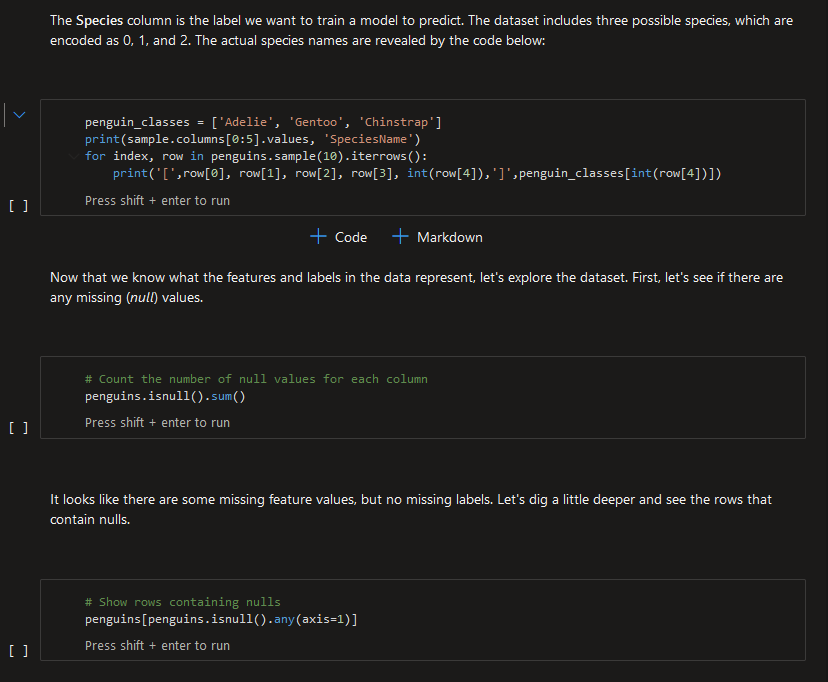 The Species column is the label we want to train a model to predict. The dataset includes three possible species, which are
encoded as 0, 1, and 2. The actual species names are revealed by the code below:
penguin_classes = ['Adelie', 'Gentoo', 'Chinstrap']
print(sample.columns[0:5].values, 'SpeciesName')
for index, row in penguins.sample(10).iterrows():
    print('[',row[0], row[1], row[2], row[3], int(row[4]),']',penguin_classes[int(row[4])])
[ ] Press shift + enter to run
+ Code + Markdown
Now that we know what the features and labels in the data represent, let's explore the dataset. First, let's see if there are
any missing (null) values.
# Count the number of null values for each column
penguins.isnull().sum()
[ ] Press shift + enter to run
It looks like there are some missing feature values, but no missing labels. Let's dig a little deeper and see the rows that
contain nulls.
# Show rows containing nulls
penguins[penguins.isnull().any(axis=1)]
[ ] Press shift + enter to run